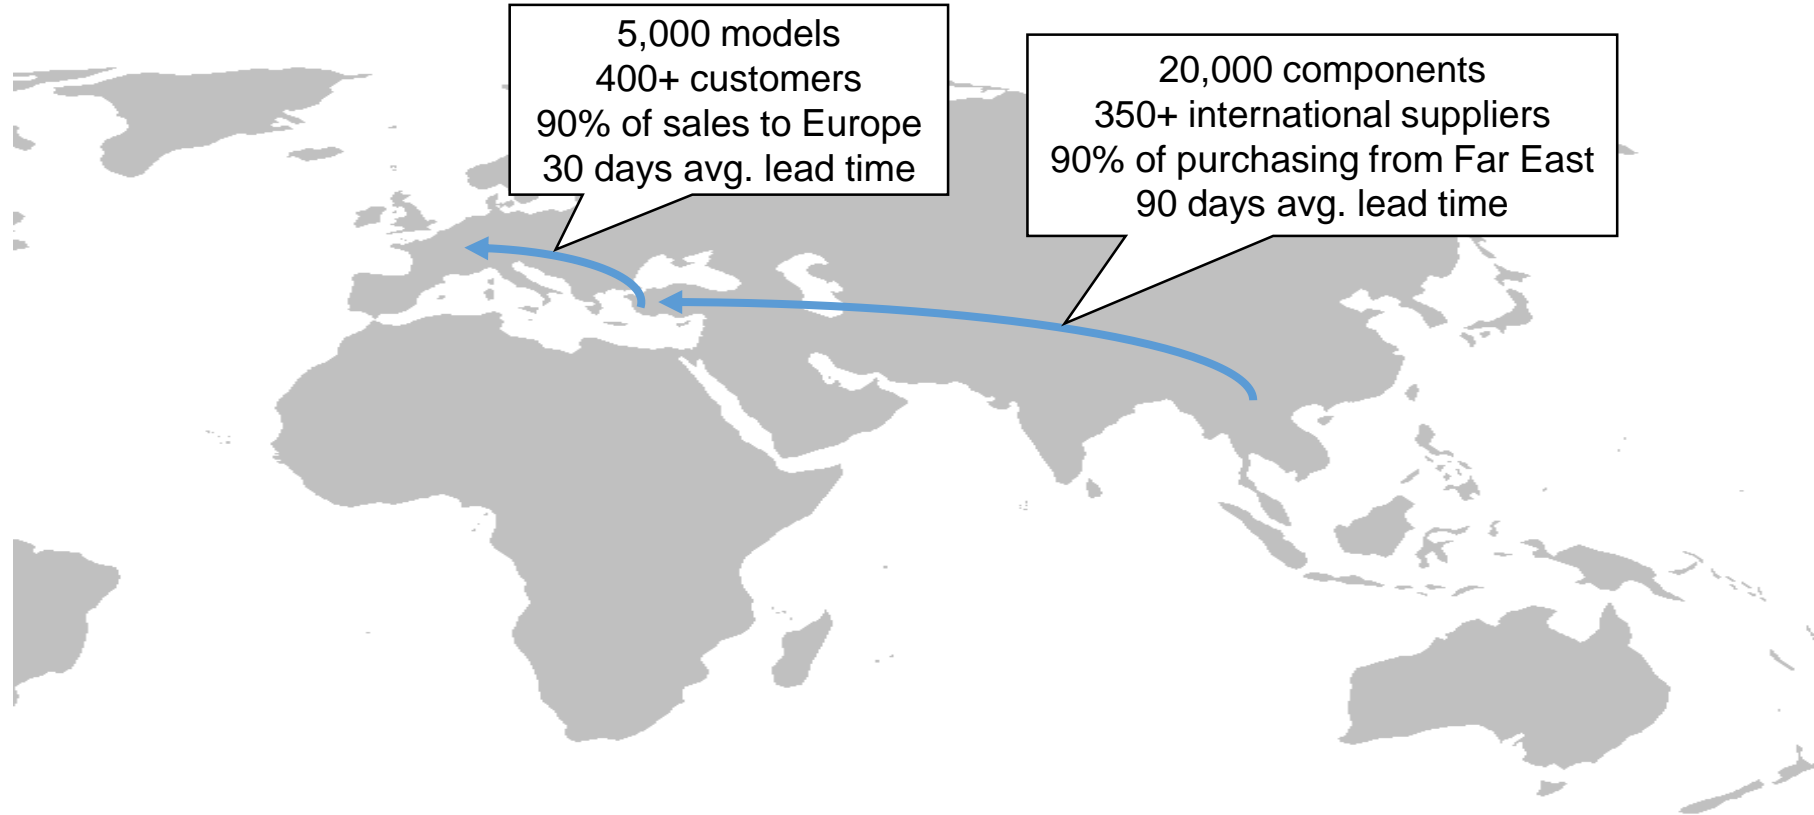 5,000 models
400+ customers
90% of sales to Europe
30 days avg. lead time
20,000 components
350+ international suppliers
90% of purchasing from Far East
90 days avg. lead time